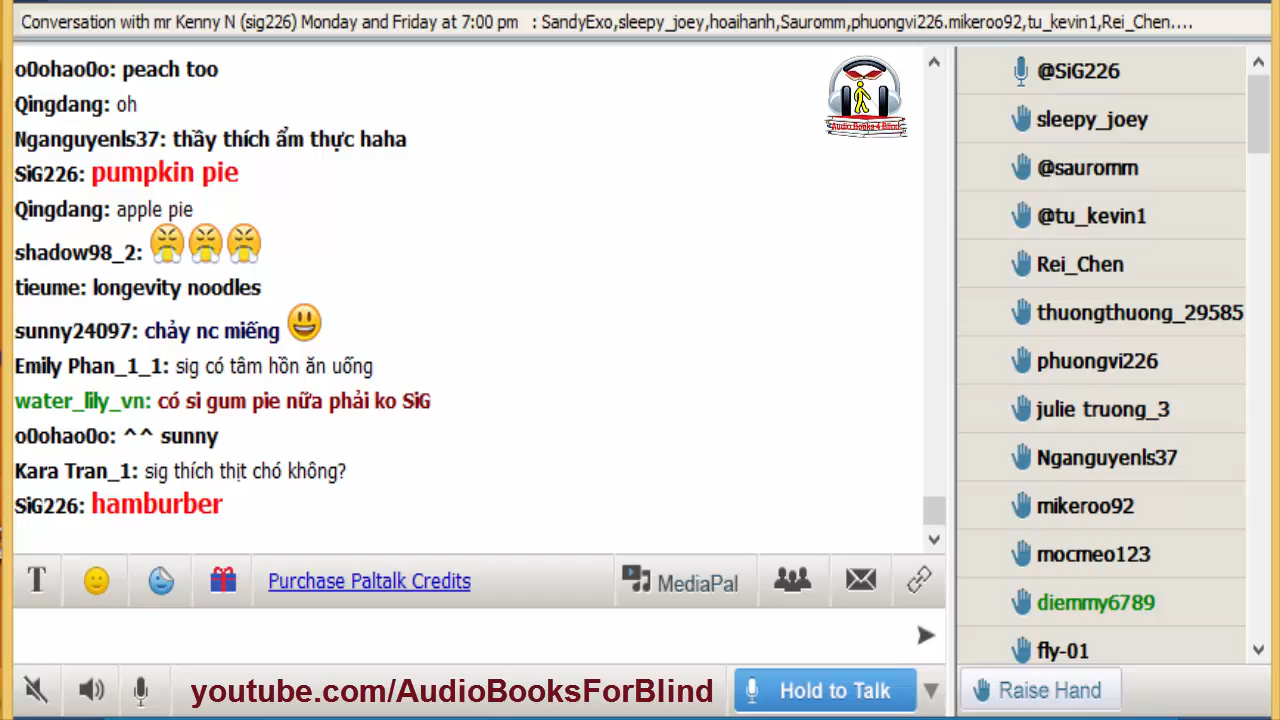 Conversation with mr Kenny N (sig226) Monday and Friday at 7:00 pm : SandyExo,sleepy_joey,hoaihanh,Sauromm,phuongvi226.mikeroo92,tu_kevin1,Rei_Chen....
o0ohao0o: peach too
Qingdang: oh
Nganguyenls37: thầy thích ẩm thực haha
SiG226: pumpkin pie
Qingdang: apple pie
shadow98_2:
tieume: longevity noodles
sunny24097: chảy nc miếng
Emily Phan_1_1: sig có tâm hồn ăn uống
water_lily_vn: có si gum pie nữa phải ko SiG
o0ohao0o: ^^ sunny
Kara Tran_1: sig thích thịt chó không?
SiG226: hamburber
Audio Books 4 Blind
@SiG226
sleepy_joey
@sauromm
@tu_kevin1
Rei_Chen
thuongthuong_29585
phuongvi226
julie truong_3
Nganguyenls37
mikeroo92
mocmeo123
diemmy6789
fly-01
T
Purchase Paltalk Credits
MediaPal
youtube.com/AudioBooksForBlind
Hold to Talk
Raise Hand